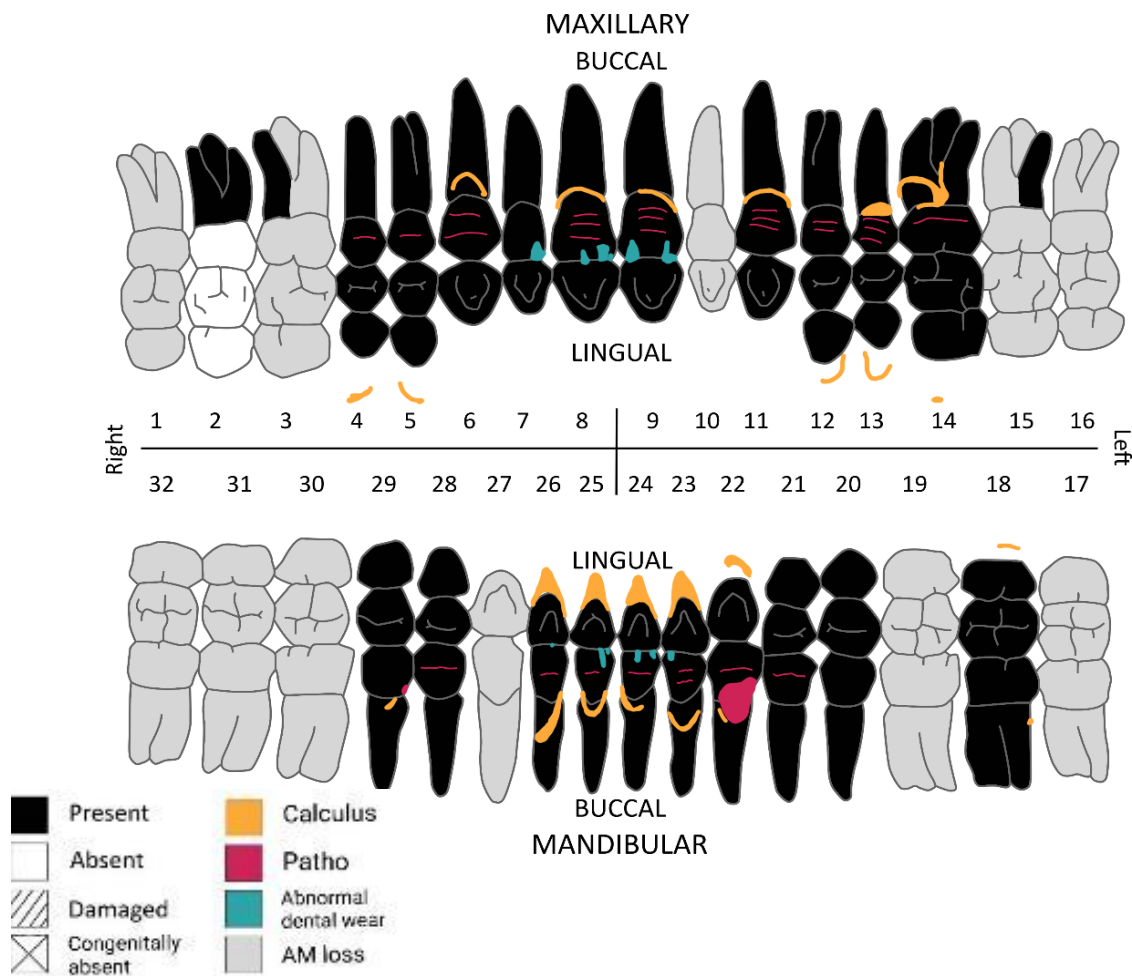 MAXILLARY
BUCCAL
LINGUAL
Right
1 2 3 4 5 6 7 8 9 10 11 12 13 14 15 16
Left
32 31 30 29 28 27 26 25 24 23 22 21 20 19 18 17
LINGUAL
BUCCAL
MANDIBULAR
Present
Absent
Damaged
Congenitally
absent
Calculus
Patho
Abnormal
dental wear
AM loss